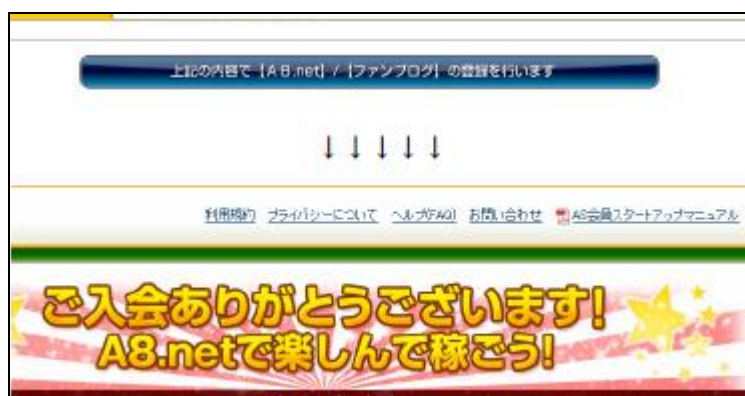 上記の内容で【A8.net】/【ファンブログ】の登録を行います
↓↓↓↓↓
利用規約 プライバシーについて ヘルプ(FAQ) お問い合わせ A8会員スタートアップマニュアル
ご入会ありがとうございます!
A8.netで楽しんで稼ごう!